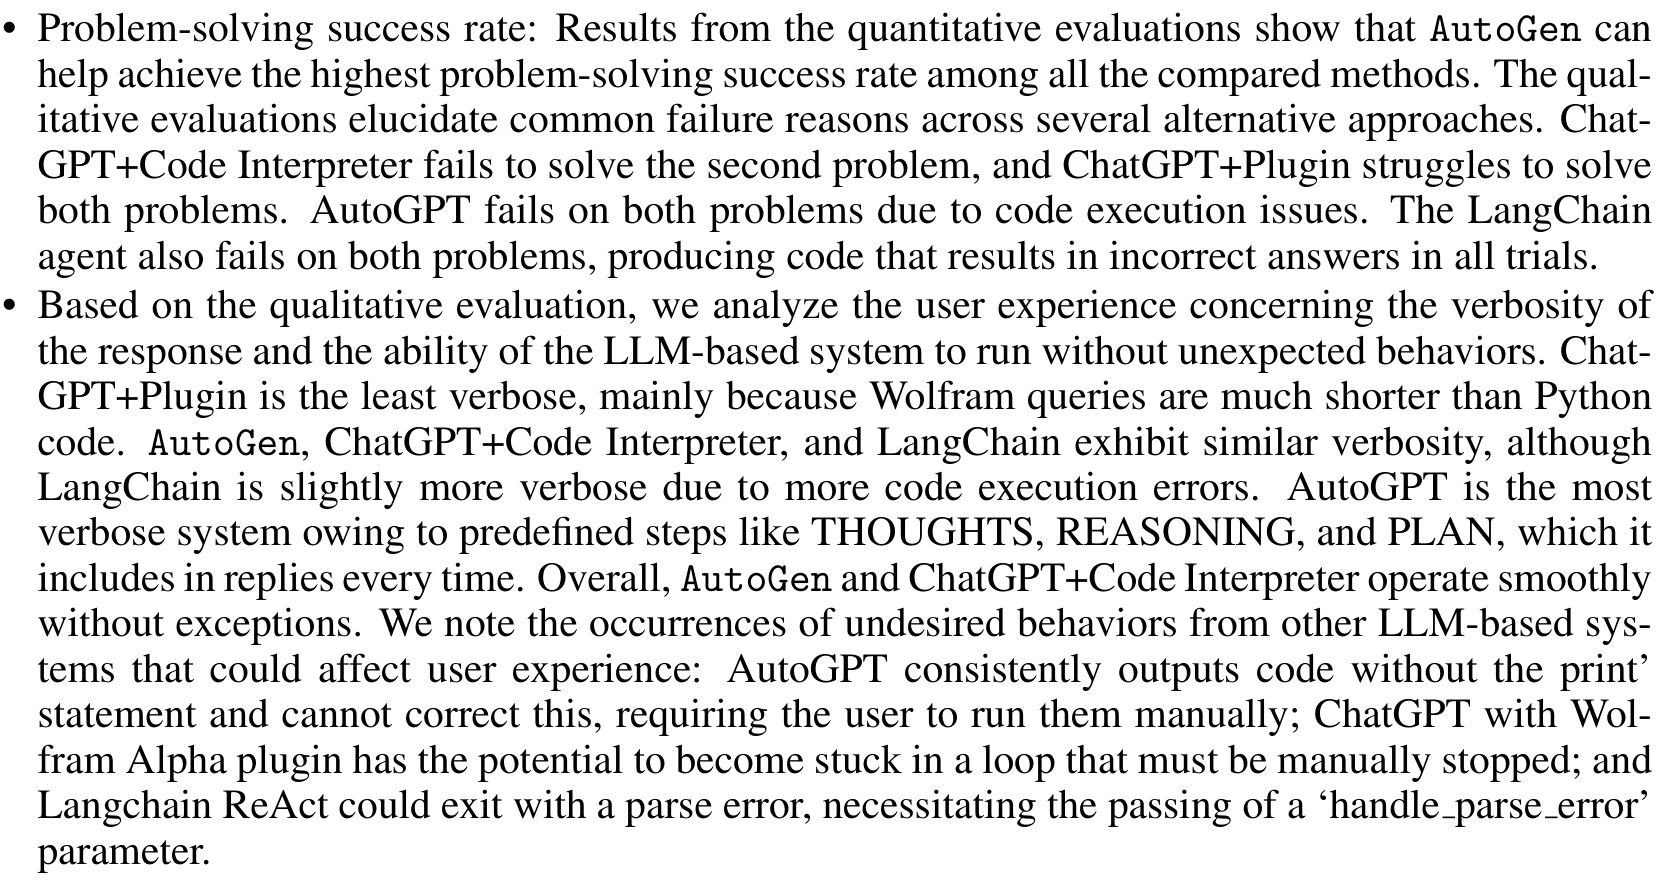 • Problem-solving success rate: Results from the quantitative evaluations show that AutoGen can
help achieve the highest problem-solving success rate among all the compared methods. The qual-
itative evaluations elucidate common failure reasons across several alternative approaches. Chat-
GPT+Code Interpreter fails to solve the second problem, and ChatGPT+Plugin struggles to solve
both problems. AutoGPT fails on both problems due to code execution issues. The LangChain
agent also fails on both problems, producing code that results in incorrect answers in all trials.
• Based on the qualitative evaluation, we analyze the user experience concerning the verbosity of
the response and the ability of the LLM-based system to run without unexpected behaviors. Chat-
GPT+Plugin is the least verbose, mainly because Wolfram queries are much shorter than Python
code. AutoGen, ChatGPT+Code Interpreter, and LangChain exhibit similar verbosity, although
LangChain is slightly more verbose due to more code execution errors. AutoGPT is the most
verbose system owing to predefined steps like THOUGHTS, REASONING, and PLAN, which it
includes in replies every time. Overall, AutoGen and ChatGPT+Code Interpreter operate smoothly
without exceptions. We note the occurrences of undesired behaviors from other LLM-based sys-
tems that could affect user experience: AutoGPT consistently outputs code without the print’
statement and cannot correct this, requiring the user to run them manually; ChatGPT with Wol-
fram Alpha plugin has the potential to become stuck in a loop that must be manually stopped; and
Langchain ReAct could exit with a parse error, necessitating the passing of a ‘handle_parse_error’
parameter.